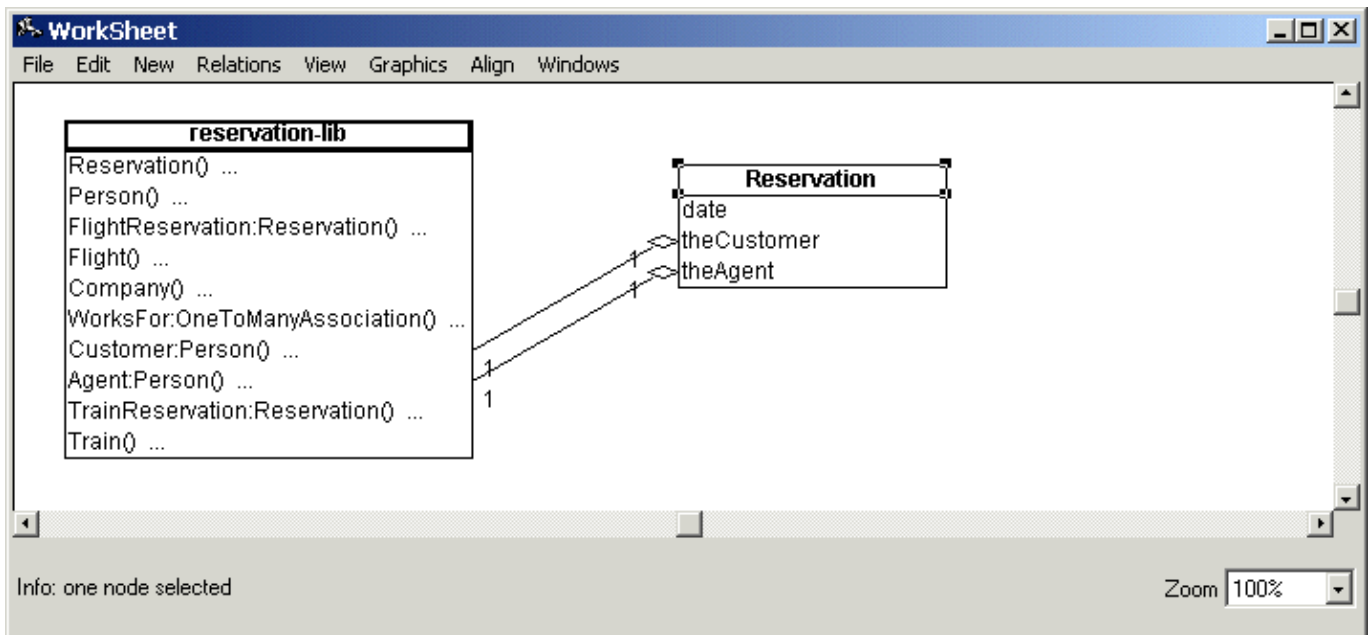 WorkSheet
File Edit New Relations View Graphics Align Windows
reservation-lib
Reservation() ...
Person() ...
FlightReservation:Reservation() ...
Flight() ...
Company() ...
WorksFor:OneToManyAssociation() ...
Customer:Person() ...
Agent:Person() ...
TrainReservation:Reservation() ...
Train() ...
1
1
1
1
Reservation
date
theCustomer
theAgent
Info: one node selected
Zoom 100%